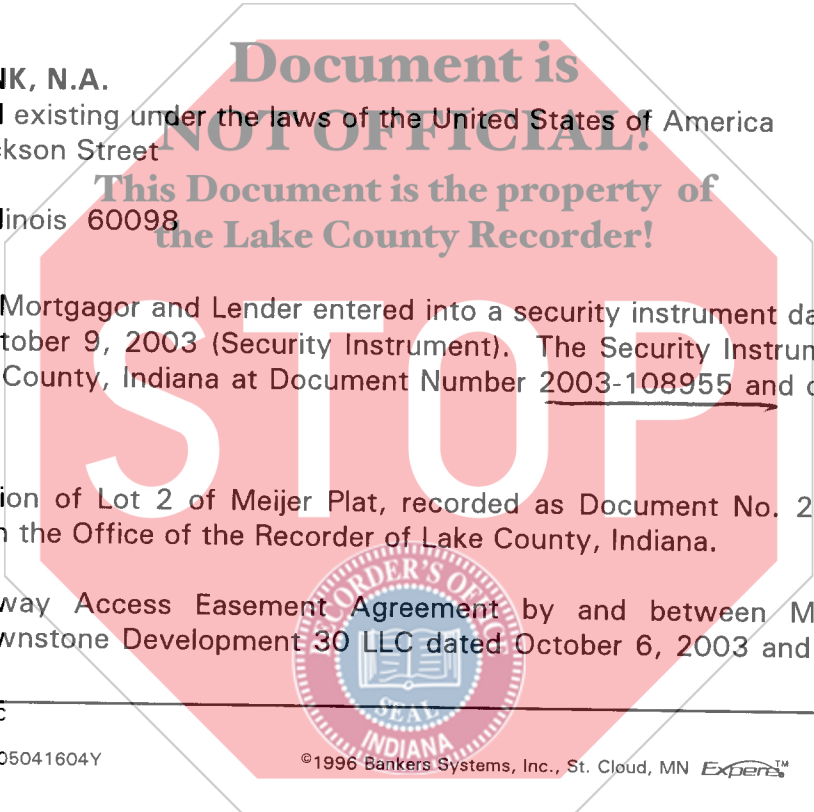 Document is
NK, N.A.
existing under the laws of the United States of America
NOT OFFICIAL!
kson Street
This Document is the property of
linois 60098
the Lake County Recorder!
Mortgagor and Lender entered into a security instrument da
tober 9, 2003 (Security Instrument). The Security Instrum
County, Indiana at Document Number 2003-108955 and
STOP
ion of Lot 2 of Meijer Plat, recorded as Document No. 2
the Office of the Recorder of Lake County, Indiana.
RECORDER'S OFFICE
way Access Easement Agreement by and between M
wnstone Development 30 LLC dated October 6, 2003 and
SEAL
INDIANA
05041604Y
©1996 Bankers Systems, Inc., St. Cloud, MN Expere™